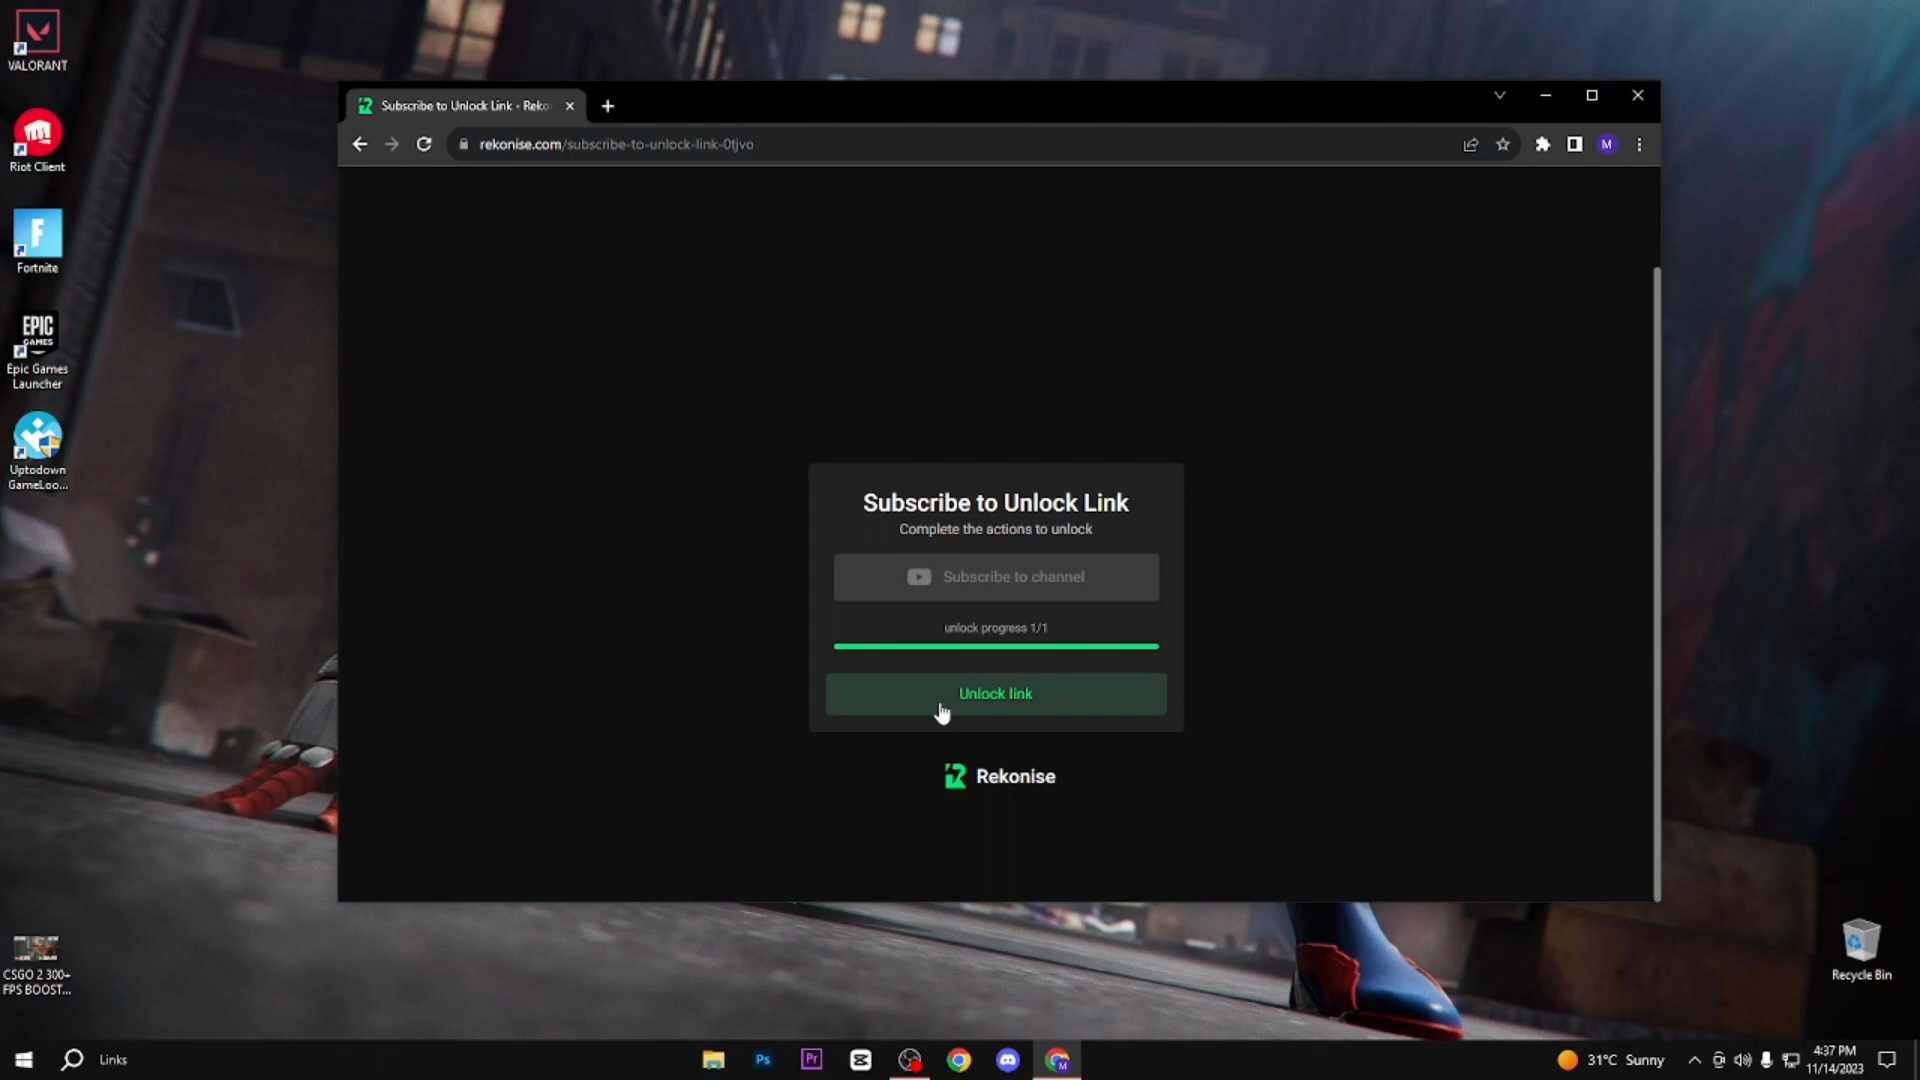 VALORANT
Riot Client
F
Fortnite
EPIC
GAMES
Epic Games
Launcher
Uptodown
GameLoo...
CSGO 2 300+
FPS BOOST...
Subscribe to Unlock Link - Reko
rekonise.com/subscribe-to-unlock-link-0tjvo
M
Subscribe to Unlock Link
Complete the actions to unlock
Subscribe to channel
unlock progress 1/1
Unlock link
Rekonise
Recycle Bin
Links
Ps
Pr
M
31°C Sunny
4:37 PM
11/14/2023